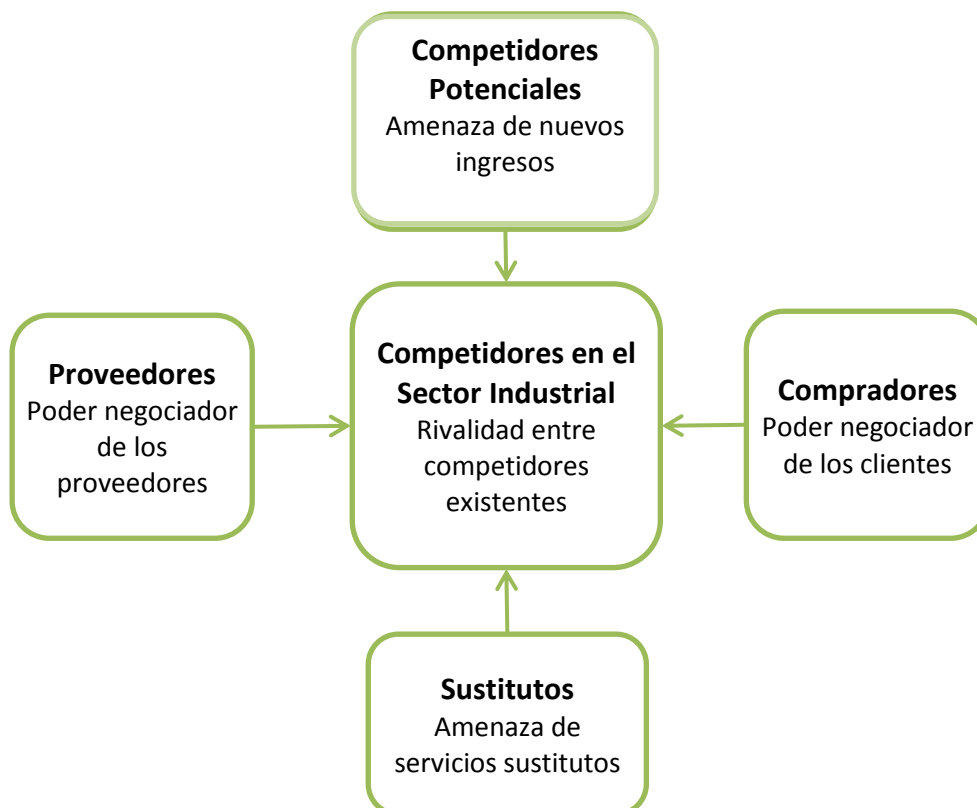 Competidores
Potenciales
Amenaza de nuevos
ingresos
Proveedores
Poder negociador
de los
proveedores
Competidores en el
Sector Industrial
Rivalidad entre
competidores
existentes
Compradores
Poder negociador
de los clientes
Sustitutos
Amenaza de
servicios sustitutos